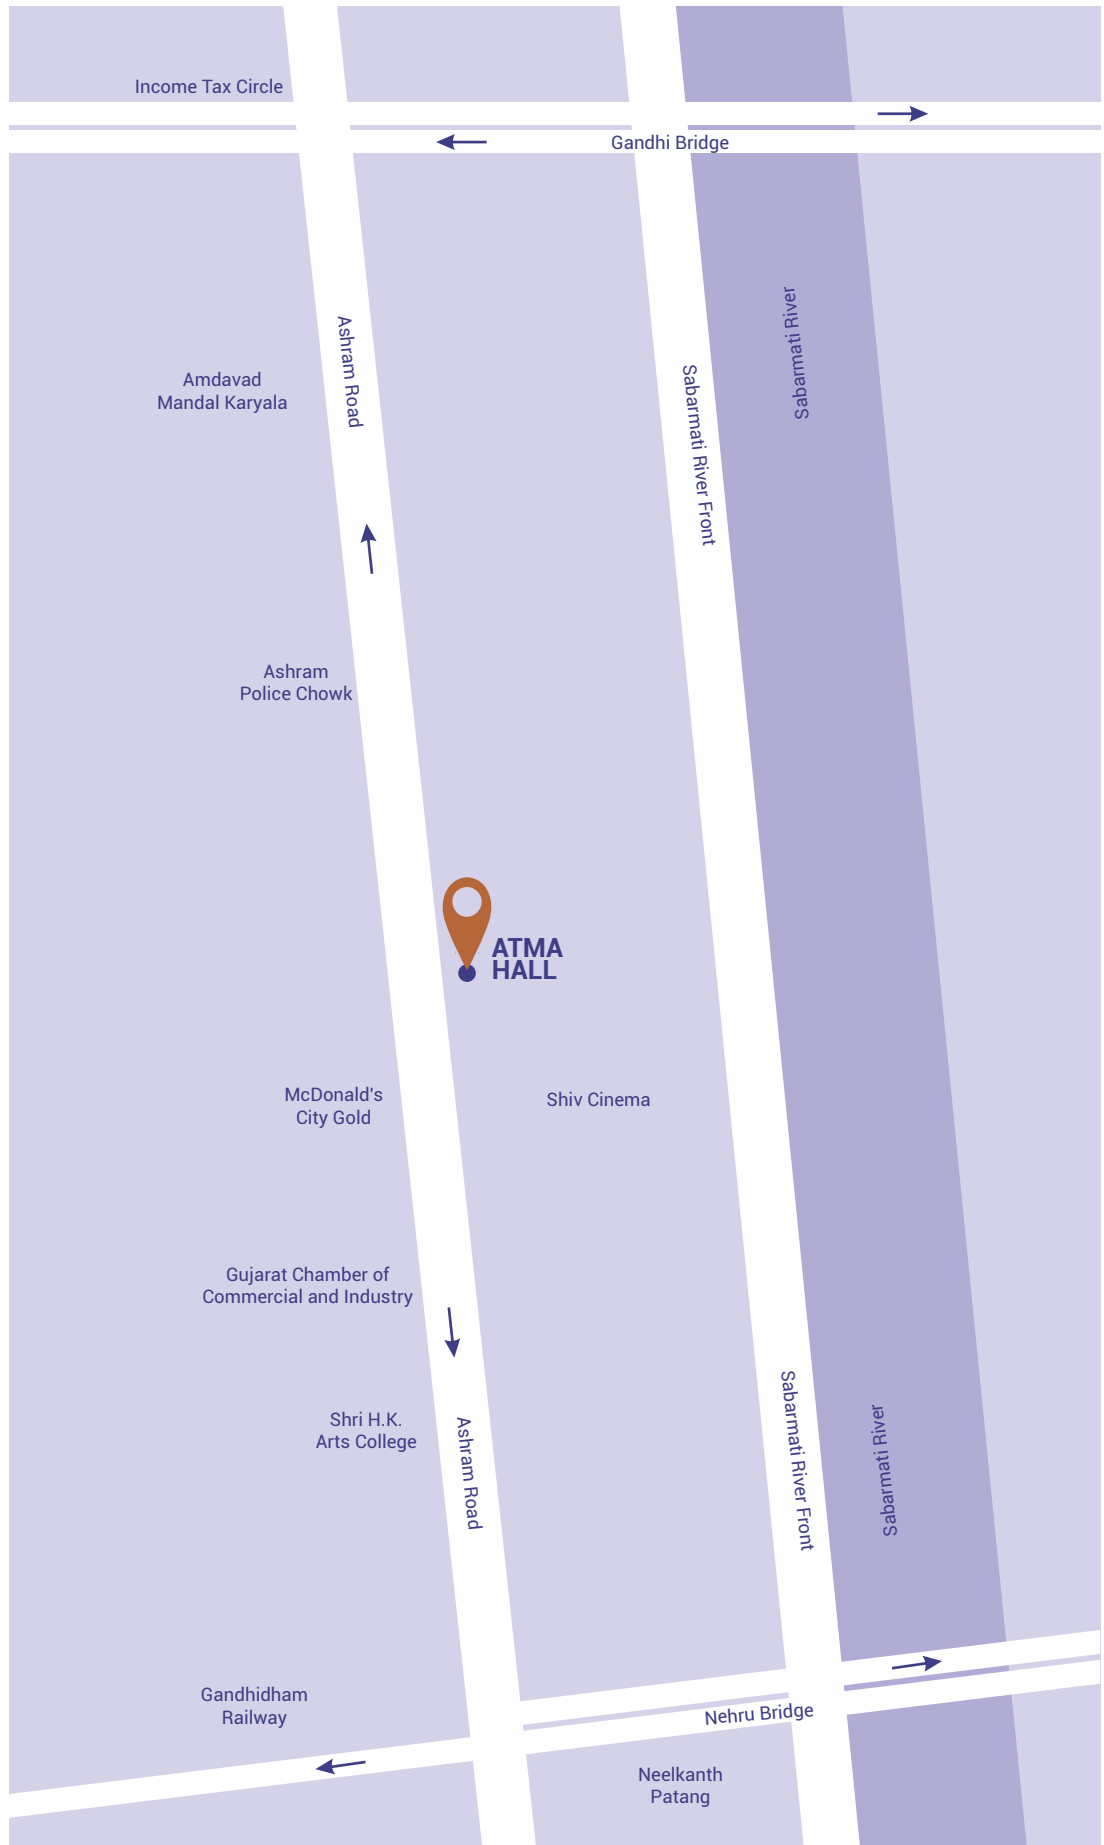 Income Tax Circle
Gandhi Bridge
Sabarmati River
Ashram Road
Sabarmati River Front
Amdavad
Mandal Karyala
Ashram
Police Chowk
ATMA
HALL
McDonald's
City Gold
Shiv Cinema
Gujarat Chamber of
Commercial and Industry
Sabarmati River Front
Sabarmati River
Shri H.K.
Arts College
Ashram Road
Gandhidham
Railway
Nehru Bridge
Neelkanth
Patang